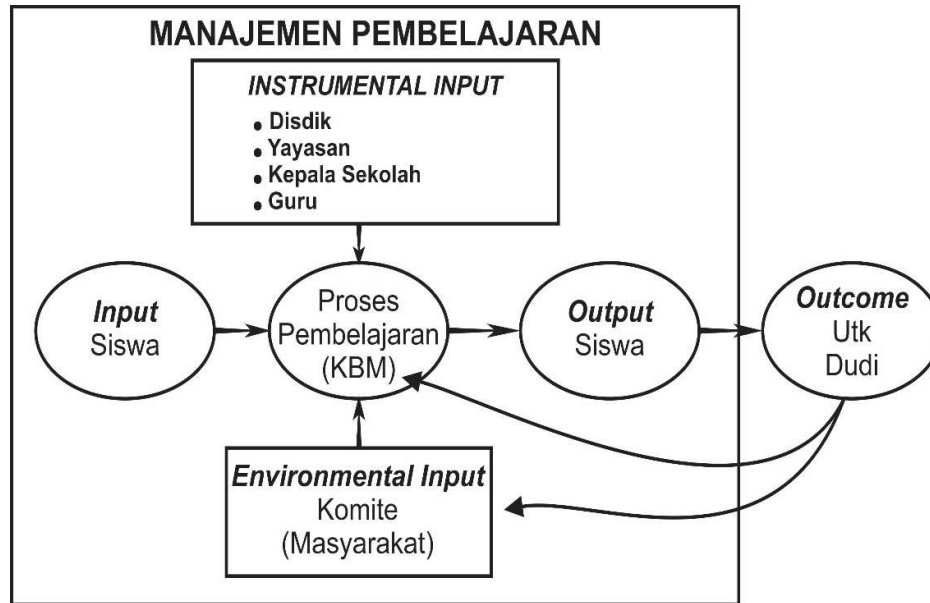 MANAJEMEN PEMBELAJARAN
INSTRUMENTAL INPUT
• Disdik
• Yayasan
• Kepala Sekolah
• Guru
Input
Siswa
Proses
Pembelajaran
(KBM)
Output
Siswa
Outcome
Utk
Dudi
Environmental Input
Komite
(Masyarakat)